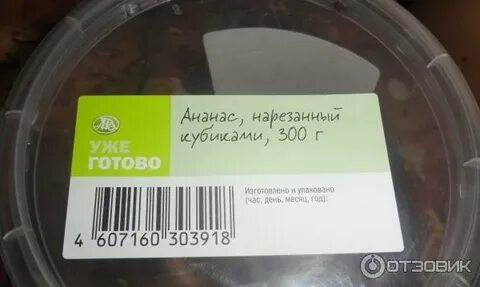 Ананас, нарезанный
кубиками, 300 г
УЖЕ
ГОТОВО
Изготовлено и упаковано
(час, день, месяц, год):
4 607160 303918
ОТЗОВИК